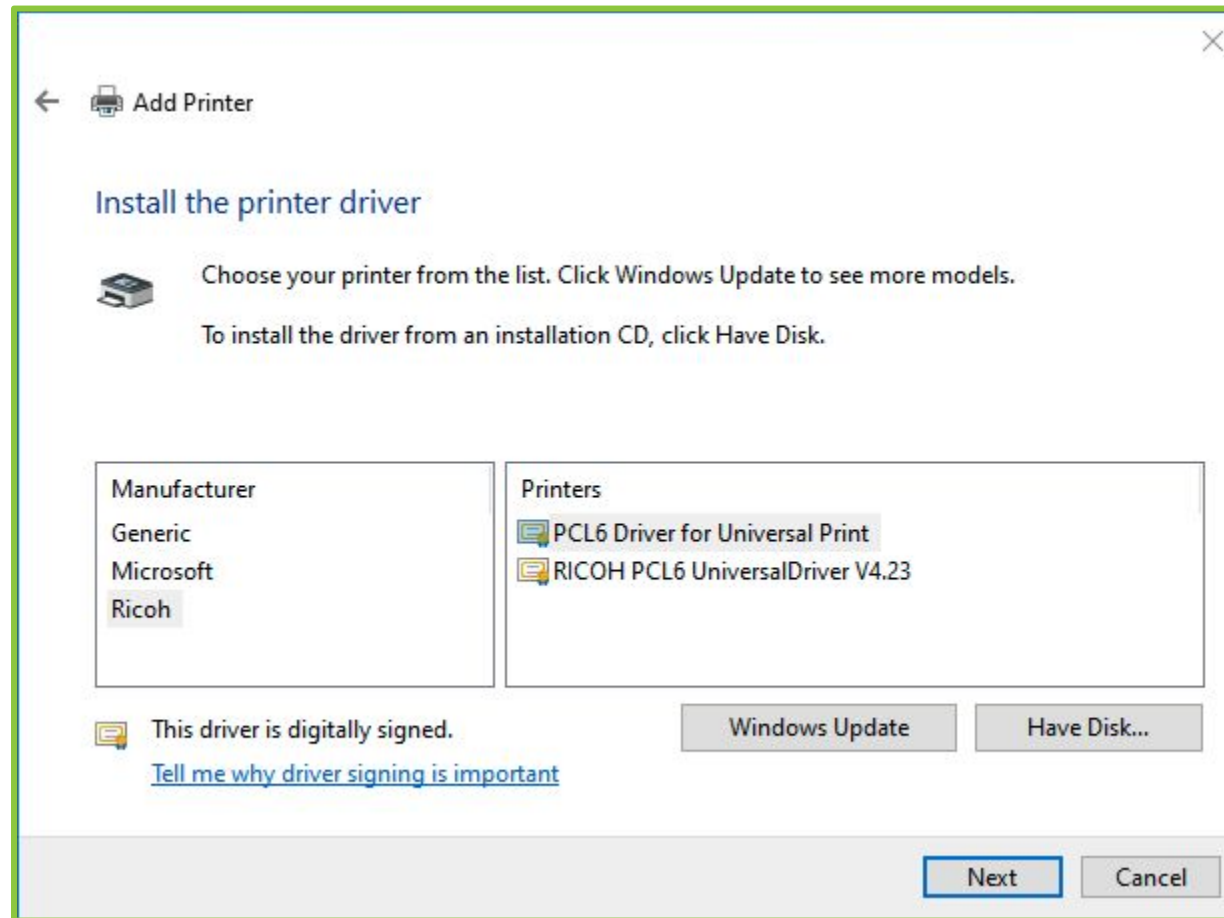 Add Printer
Install the printer driver
Choose your printer from the list. Click Windows Update to see more models.
To install the driver from an installation CD, click Have Disk.
Manufacturer
Generic
Microsoft
Ricoh
Printers
PCL6 Driver for Universal Print
RICOH PCL6 UniversalDriver V4.23
This driver is digitally signed.
Tell me why driver signing is important
Windows Update
Have Disk...
Next
Cancel